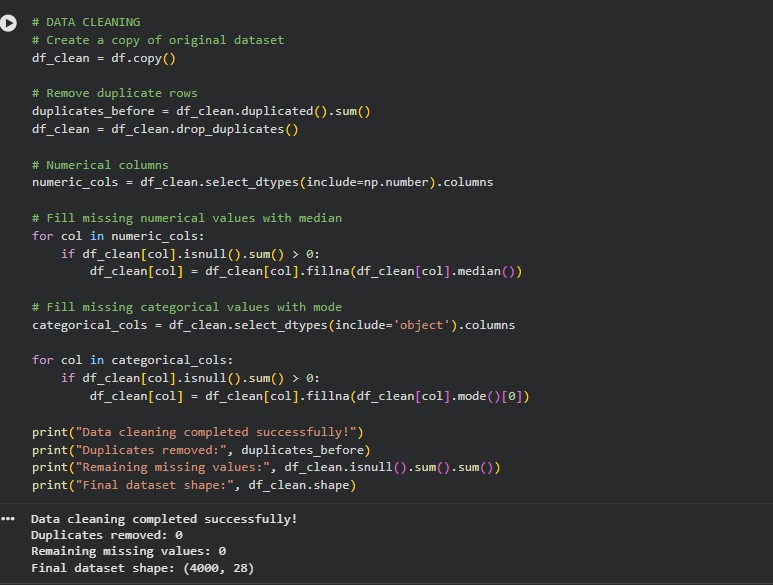 # DATA CLEANING
# Create a copy of original dataset
df_clean = df.copy()

# Remove duplicate rows
duplicates_before = df_clean.duplicated().sum()
df_clean = df_clean.drop_duplicates()

# Numerical columns
numeric_cols = df_clean.select_dtypes(include=np.number).columns

# Fill missing numerical values with median
for col in numeric_cols:
    if df_clean[col].isnull().sum() > 0:
        df_clean[col] = df_clean[col].fillna(df_clean[col].median())

# Fill missing categorical values with mode
categorical_cols = df_clean.select_dtypes(include='object').columns

for col in categorical_cols:
    if df_clean[col].isnull().sum() > 0:
        df_clean[col] = df_clean[col].fillna(df_clean[col].mode()[0])

print("Data cleaning completed successfully!")
print("Duplicates removed:", duplicates_before)
print("Remaining missing values:", df_clean.isnull().sum().sum())
print("Final dataset shape:", df_clean.shape)

Data cleaning completed successfully!
Duplicates removed: 0
Remaining missing values: 0
Final dataset shape: (4000, 28)